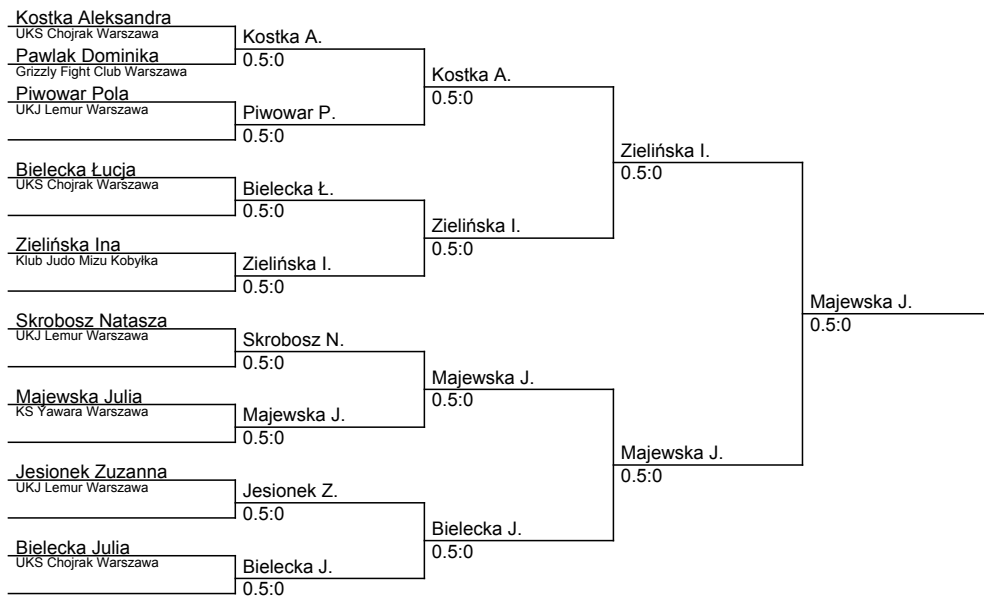 Kostka Aleksandra
UKS Chojrak Warszawa
Pawlak Dominika
Grizzly Fight Club Warszawa
Piwowar Pola
UKJ Lemur Warszawa
Bielecka Łucja
UKS Chojrak Warszawa
Zielińska Ina
Klub Judo Mizu Kobyłka
Skrobosz Natasza
UKJ Lemur Warszawa
Majewska Julia
KS Yawara Warszawa
Jesionek Zuzanna
UKJ Lemur Warszawa
Bielecka Julia
UKS Chojrak Warszawa
Kostka A.
0.5:0
Piwowar P.
0.5:0
Bielecka Ł.
0.5:0
Zielińska I.
0.5:0
Skrobosz N.
0.5:0
Majewska J.
0.5:0
Jesionek Z.
0.5:0
Bielecka J.
0.5:0
Kostka A.
0.5:0
Zielińska I.
0.5:0
Majewska J.
0.5:0
Bielecka J.
0.5:0
Zielińska I.
0.5:0
Majewska J.
0.5:0
Majewska J.
0.5:0